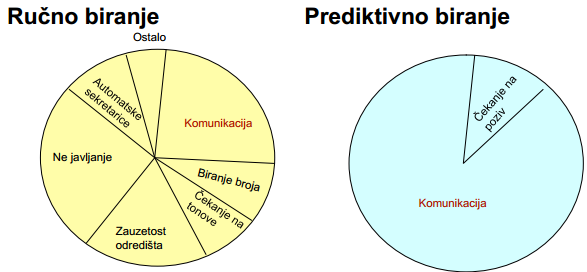 Ručno biranje
Prediktivno biranje
Ostalo
Automatske
sekretarice
Komunikacija
Ne javljanje
Biranje broja
Čekanje na
tonove
Zauzetost
odredišta
Čekanje na
poziv
Komunikacija